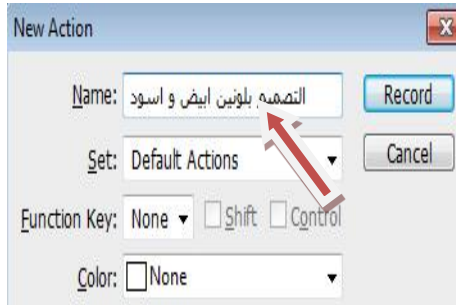 New Action
Name: التصميم بلونين ابيض و اسود Record
Set: Default Actions Cancel
Function Key: None Shift Control
Color: None